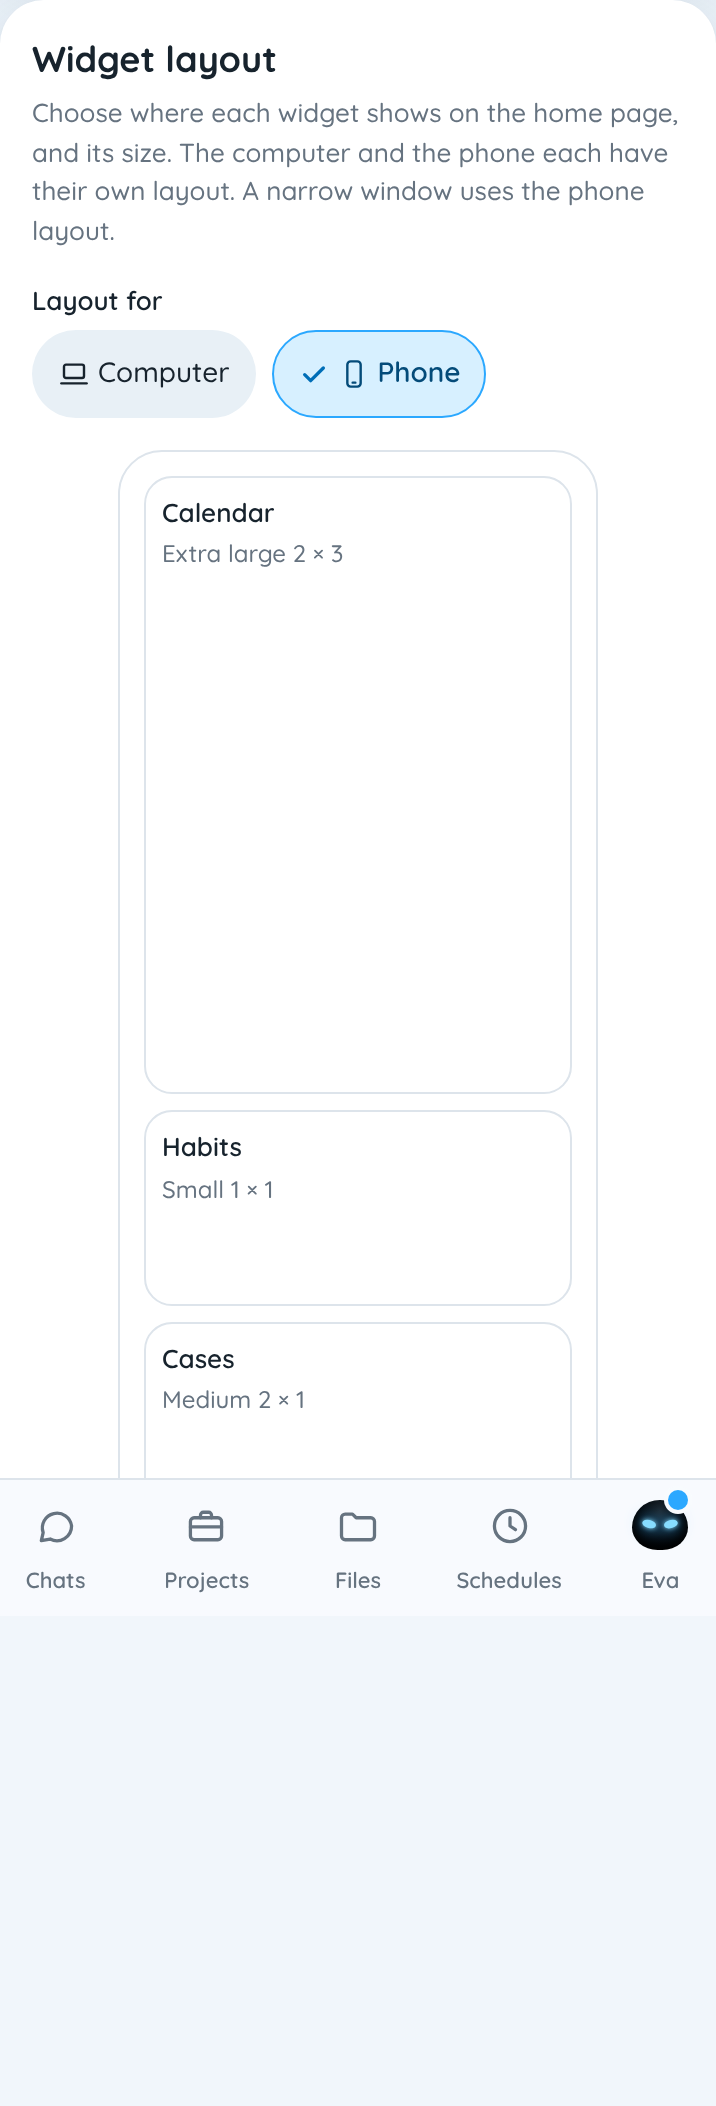 Widget layout
Choose where each widget shows on the home page,
and its size. The computer and the phone each have
their own layout. A narrow window uses the phone
layout.
Layout for
Computer
Phone
Calendar
Extra large 2 × 3
Habits
Small 1 × 1
Cases
Medium 2 × 1
Chats
Projects
Files
Schedules
Eva